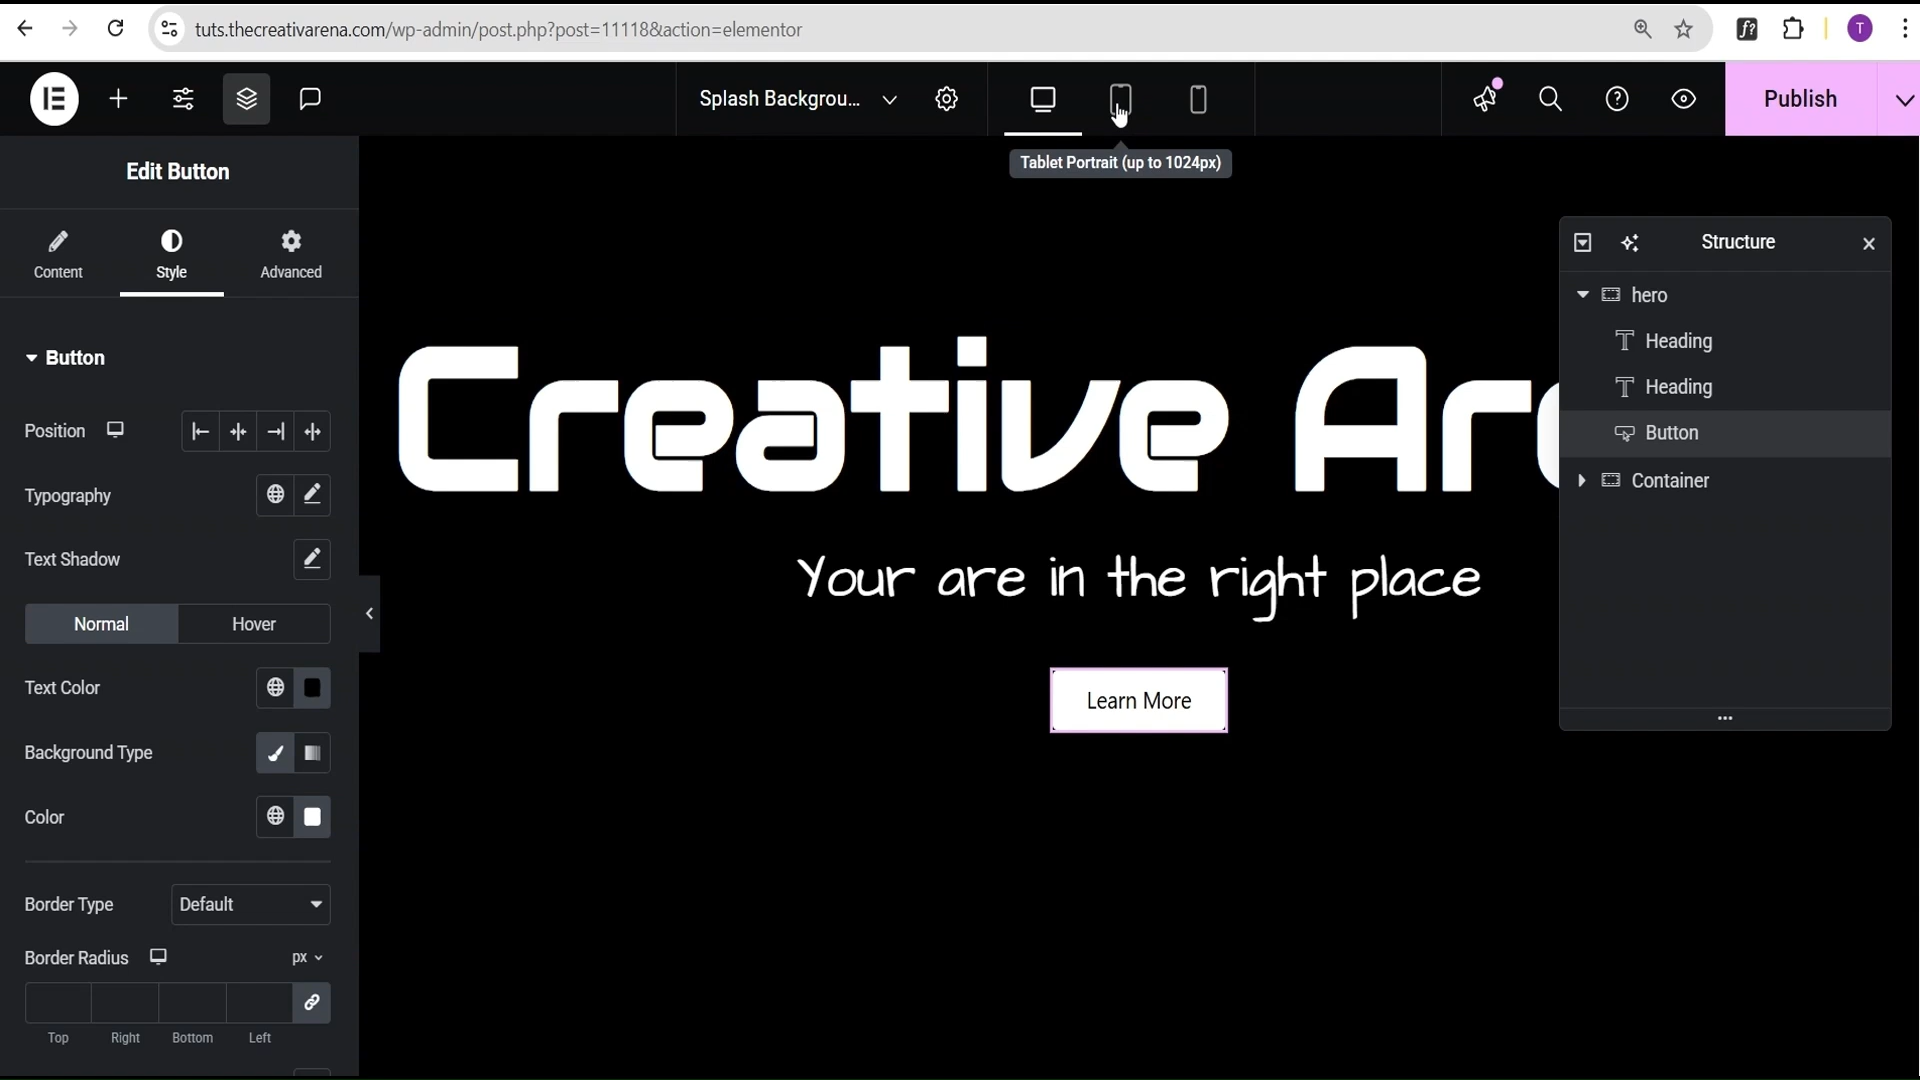 tuts.thecreativarena.com/wp-admin/post.php?post=11118&action=elementor
T
Splash Backgrou...
Publish
Tablet Portrait (up to 1024px)
Edit Button
Content
Style
Advanced
Button
Position
Typography
Text Shadow
Normal
Hover
Text Color
Background Type
Color
Border Type
Default
Border Radius
px
Top
Right
Bottom
Left
Creative Are
Your are in the right place
Learn More
Structure
hero
Heading
Heading
Button
Container